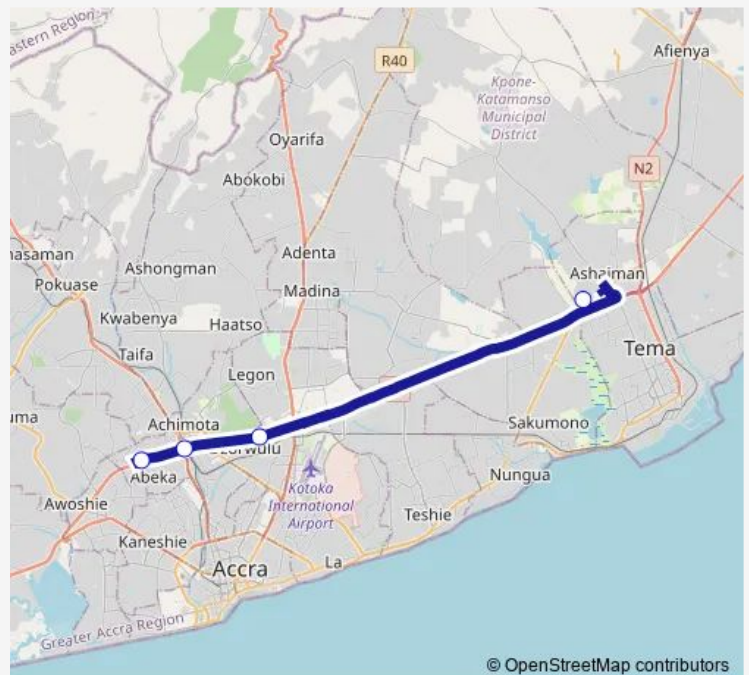 Eastern Region
Afienya
R40
Kpone-
Katamanso
Municipal
District
Oyarifa
N2
Abokobi
Adenta
nasaman
Ashongman
Ashaiman
Pokuase
Madina
Kwabenya
Haatso
Taifa
Tema
Legon
uma
Achimota
Sakumono
Dzorwulu
Abeka
Nungua
Kotoka
International
Airport
Awoshie
Teshie
Kaneshie
La
Accra
Greater Accra Region
© OpenStreetMap contributors